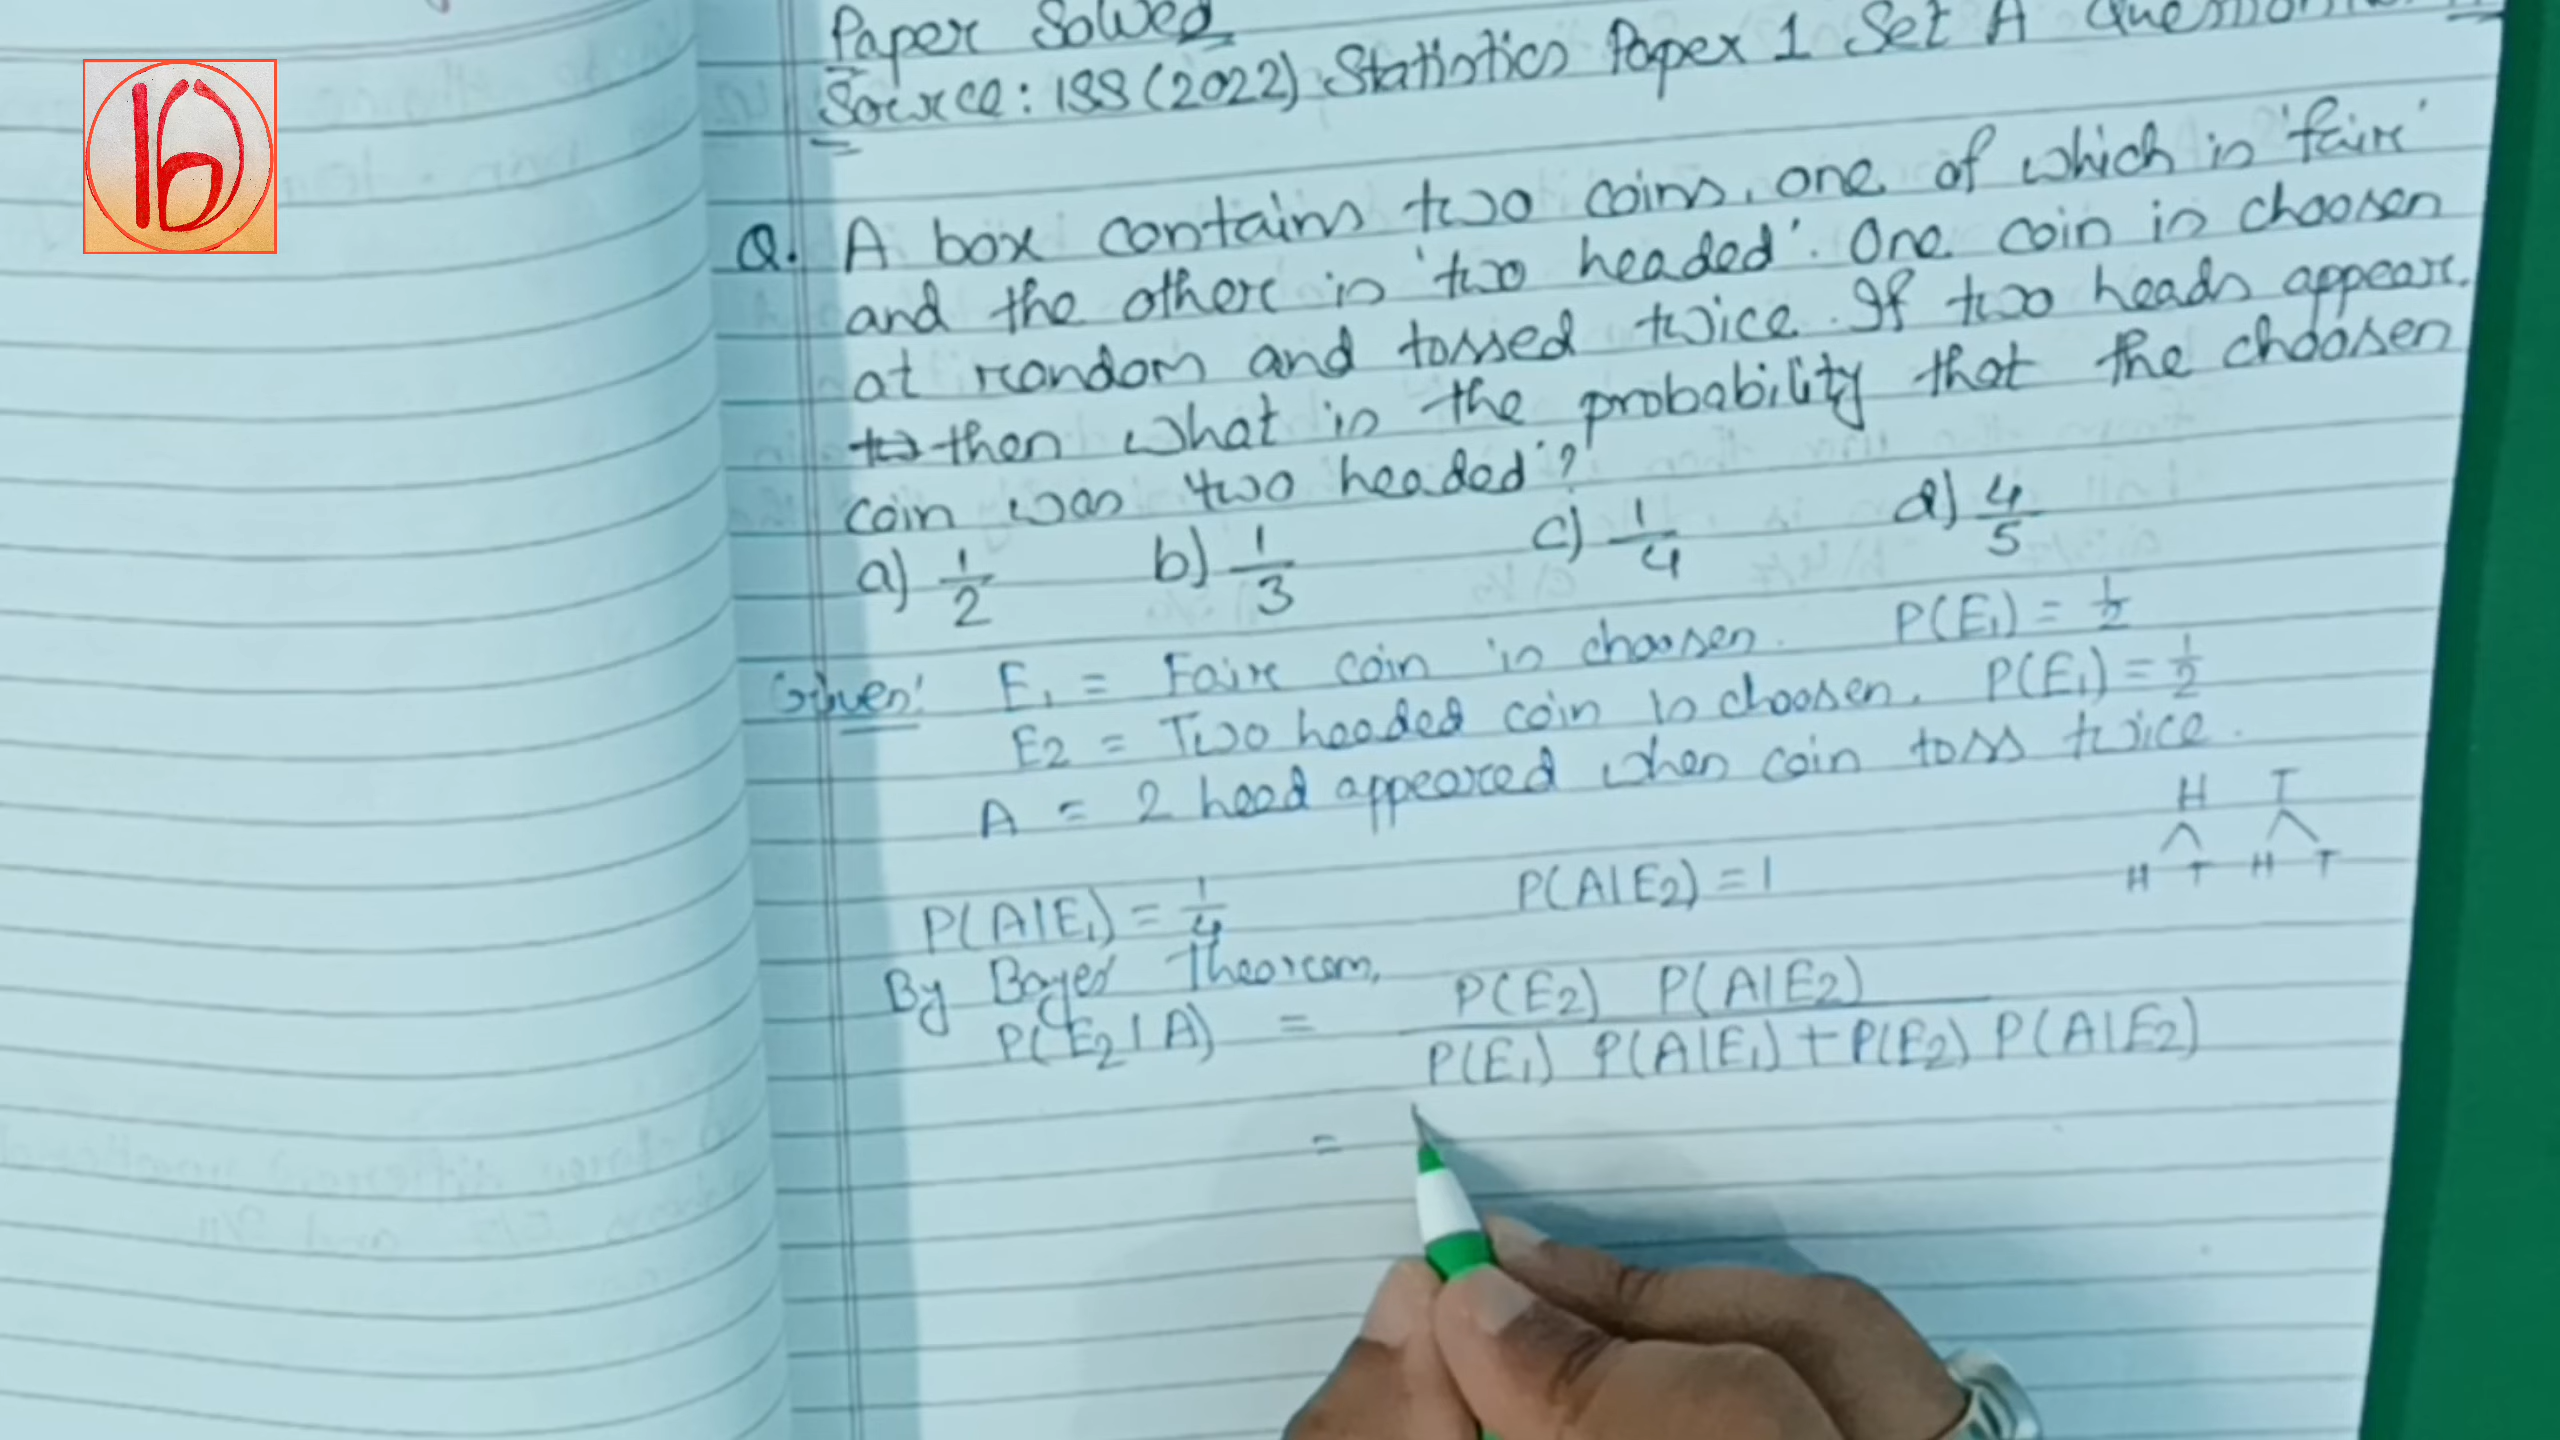 Paper Solved
Source: ISS (2022) Statistics Paper 1 Set A
Q. A box contains two coins, one of which is 'fair'
and the other is 'two headed'. One coin is choosen
at random and tossed twice. If two heads appear.
then what is the probability that the choosen
coin was 'two headed'?
a) 1/2 b) 1/3 c) 1/4 d) 4/5
Given: E₁ = Fair coin is choosen. P(E₁) = 1/2
E2 = Two headed coin is choosen. P(E₁) = 1/2
A = 2 head appeared when coin toss twice.
H T
H T H T
P(A|E₁) = 1/4 P(A|E2) = 1
By Bayes' Theorem,
P(E2|A) = P(E2) P(A|E2) / P(E₁) P(A|E₁) + P(E2) P(A|E2)
=